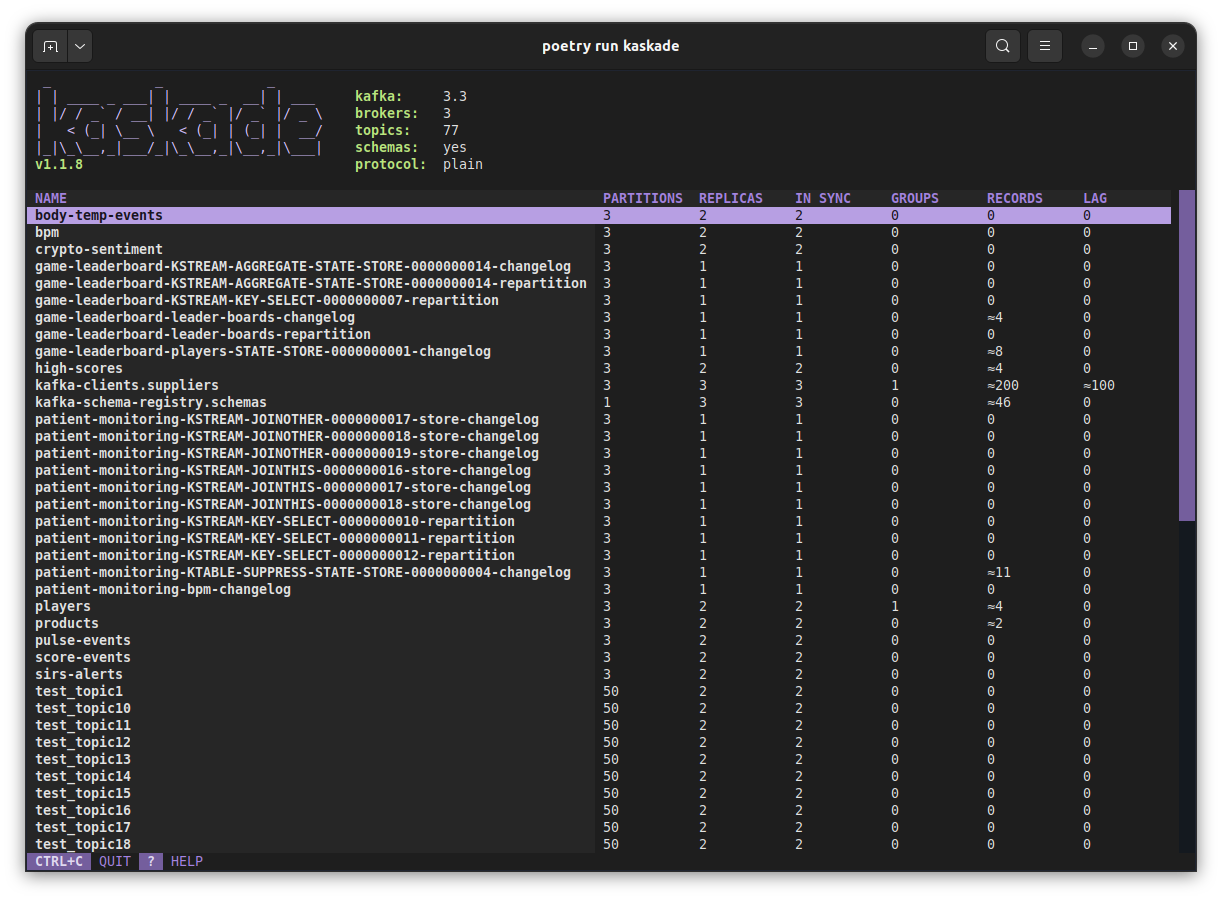 poetry run kaskade
kaskade
kafka: 3.3
brokers: 3
topics: 77
schemas: yes
v1.1.8 protocol: plain
NAME PARTITIONS REPLICAS IN SYNC GROUPS RECORDS LAG
body-temp-events 3 2 2 0 0 0
bpm 3 2 2 0 0 0
crypto-sentiment 3 2 2 0 0 0
game-leaderboard-KSTREAM-AGGREGATE-STATE-STORE-0000000014-changelog 3 1 1 0 0 0
game-leaderboard-KSTREAM-AGGREGATE-STATE-STORE-0000000014-repartition 3 1 1 0 0 0
game-leaderboard-KSTREAM-KEY-SELECT-0000000007-repartition 3 1 1 0 0 0
game-leaderboard-leader-boards-changelog 3 1 1 0 ≈4 0
game-leaderboard-leader-boards-repartition 3 1 1 0 0 0
game-leaderboard-players-STATE-STORE-0000000001-changelog 3 1 1 0 ≈8 0
high-scores 3 2 2 0 ≈4 0
kafka-clients.suppliers 3 3 3 1 ≈200 ≈100
kafka-schema-registry.schemas 1 3 3 0 ≈46 0
patient-monitoring-KSTREAM-JOINOTHER-0000000017-store-changelog 3 1 1 0 0 0
patient-monitoring-KSTREAM-JOINOTHER-0000000018-store-changelog 3 1 1 0 0 0
patient-monitoring-KSTREAM-JOINOTHER-0000000019-store-changelog 3 1 1 0 0 0
patient-monitoring-KSTREAM-JOINTHIS-0000000016-store-changelog 3 1 1 0 0 0
patient-monitoring-KSTREAM-JOINTHIS-0000000017-store-changelog 3 1 1 0 0 0
patient-monitoring-KSTREAM-JOINTHIS-0000000018-store-changelog 3 1 1 0 0 0
patient-monitoring-KSTREAM-KEY-SELECT-0000000010-repartition 3 1 1 0 0 0
patient-monitoring-KSTREAM-KEY-SELECT-0000000011-repartition 3 1 1 0 0 0
patient-monitoring-KSTREAM-KEY-SELECT-0000000012-repartition 3 1 1 0 0 0
patient-monitoring-KTABLE-SUPPRESS-STATE-STORE-0000000004-changelog 3 1 1 0 ≈11 0
patient-monitoring-bpm-changelog 3 1 1 0 0 0
players 3 2 2 1 ≈4 0
products 3 2 2 0 ≈2 0
pulse-events 3 2 2 0 0 0
score-events 3 2 2 0 0 0
sirs-alerts 3 2 2 0 0 0
test_topic1 50 2 2 0 0 0
test_topic10 50 2 2 0 0 0
test_topic11 50 2 2 0 0 0
test_topic12 50 2 2 0 0 0
test_topic13 50 2 2 0 0 0
test_topic14 50 2 2 0 0 0
test_topic15 50 2 2 0 0 0
test_topic16 50 2 2 0 0 0
test_topic17 50 2 2 0 0 0
test_topic18 50 2 2 0 0 0
CTRL+C QUIT ? HELP